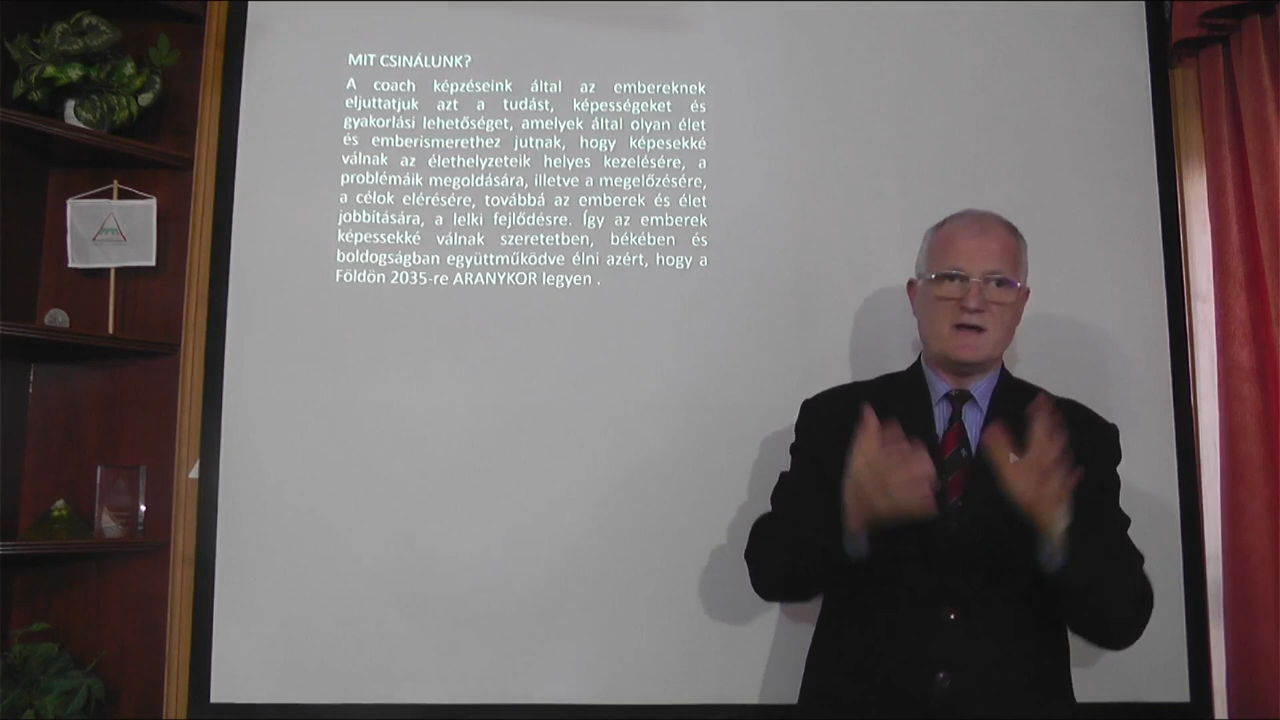 MIT CSINÁLUNK?
A coach képzéseink által az embereknek
eljuttatjuk azt a tudást, képességeket és
gyakorlási lehetőséget, amelyek által olyan élet
és emberismerethez jutnak, hogy képesekké
válnak az élethelyzeteik helyes kezelésére, a
problémáik megoldására, illetve a megelőzésére,
a célok elérésére, továbbá az emberek és élet
jobbítására, a lelki fejlődésre. Így az emberek
képessekké válnak szeretetben, békében és
boldogságban együttműködve élni azért, hogy a
Földön 2035-re ARANYKOR legyen .